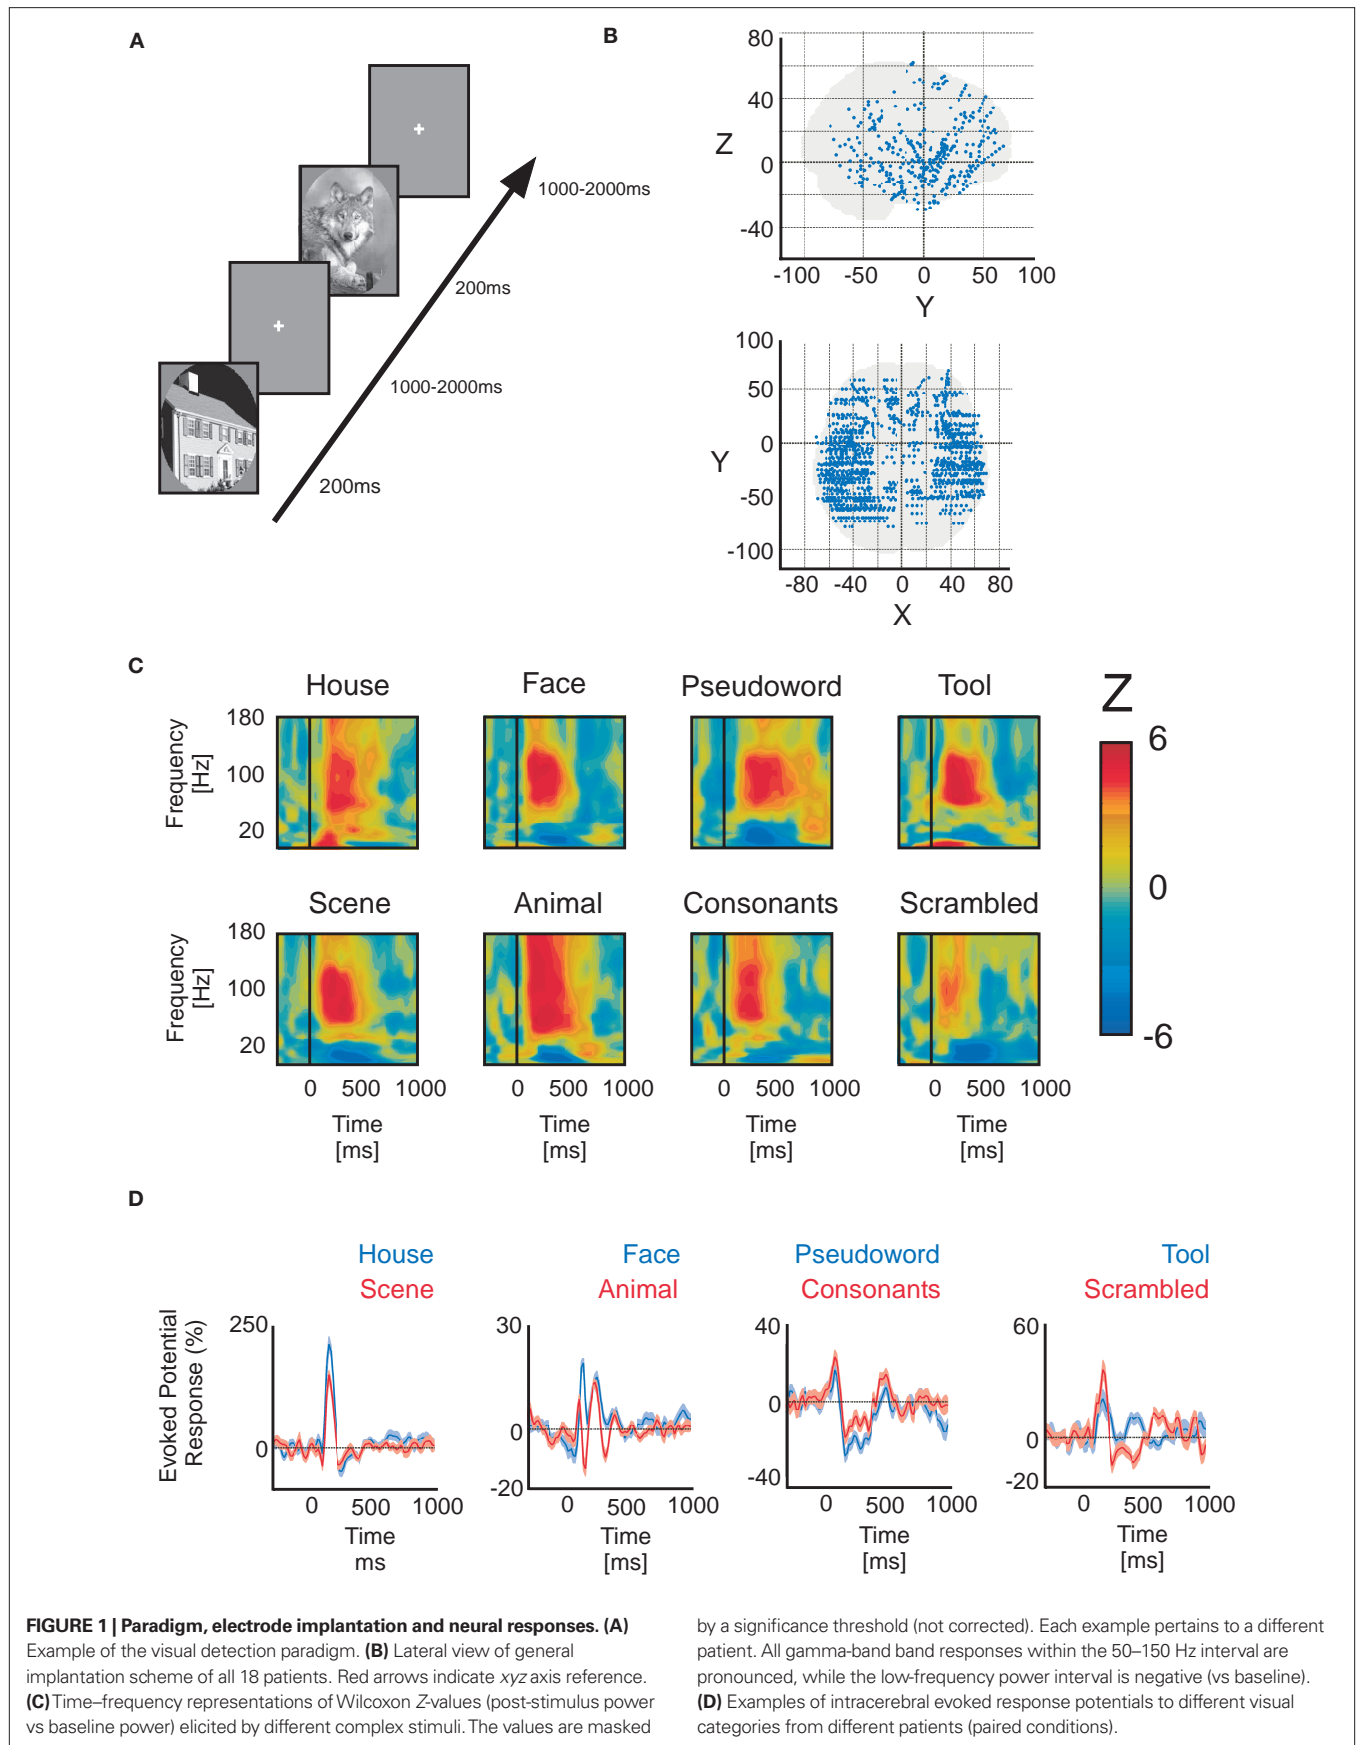 A
1000-2000ms
200ms
1000-2000ms
200ms
B
80
40
Z
0
-40
-100 -50 0 50 100
Y
100
50
0
Y
-50
-100
-80 -40 0 40 80
X
C
House Face Pseudoword Tool
Z
Frequency
[Hz]
180
100
20
6
0
-6
Scene Animal Consonants Scrambled
Frequency
[Hz]
180
100
20
0 500 1000 0 500 1000 0 500 1000 0 500 1000
Time Time Time Time
[ms] [ms] [ms] [ms]
D
House Face Pseudoword Tool
Scene Animal Consonants Scrambled
Evoked Potential
Response (%)
250
0
0 500 1000
Time
ms
30
0
-20
0 500 1000
Time
[ms]
40
0
-40
0 500 1000
Time
[ms]
60
0
-20
0 500 1000
Time
[ms]
FIGURE 1 | Paradigm, electrode implantation and neural responses. (A)
Example of the visual detection paradigm. (B) Lateral view of general
implantation scheme of all 18 patients. Red arrows indicate xyz axis reference.
(C) Time–frequency representations of Wilcoxon Z-values (post-stimulus power
vs baseline power) elicited by different complex stimuli. The values are masked
by a significance threshold (not corrected). Each example pertains to a different
patient. All gamma-band band responses within the 50–150 Hz interval are
pronounced, while the low-frequency power interval is negative (vs baseline).
(D) Examples of intracerebral evoked response potentials to different visual
categories from different patients (paired conditions).